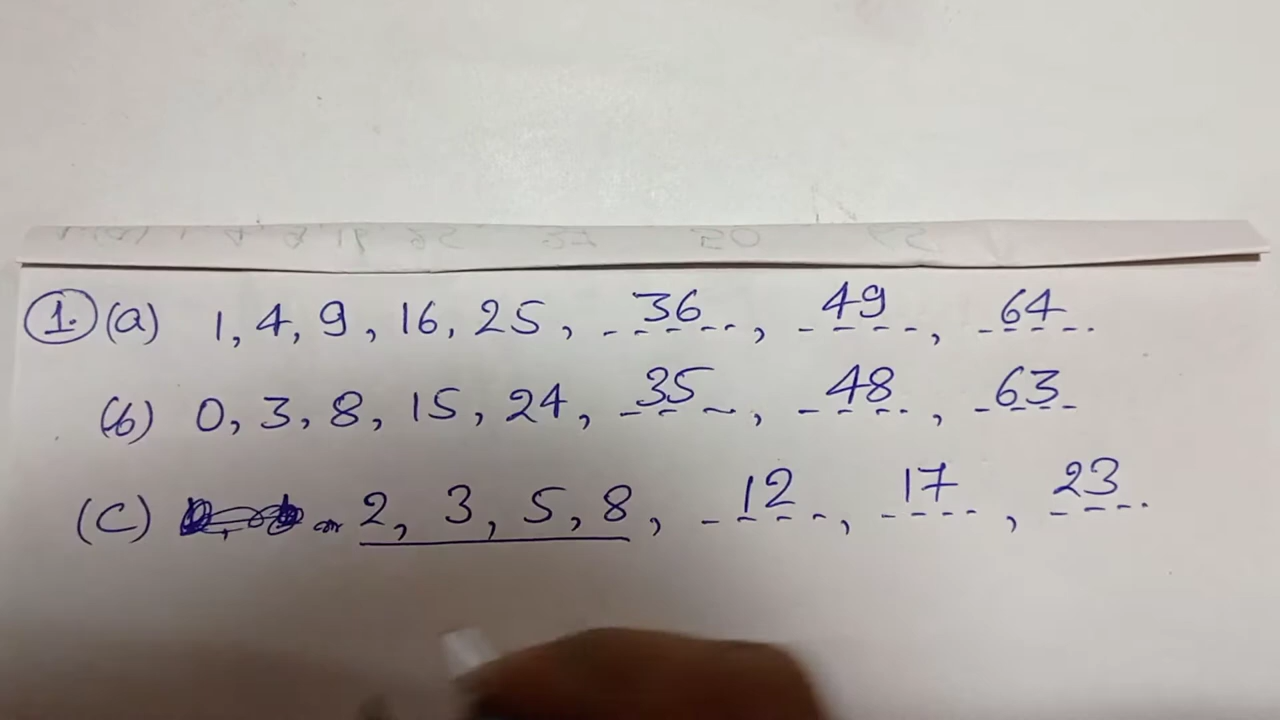 1. (a) 1, 4, 9, 16, 25, 36, 49, 64
(b) 0, 3, 8, 15, 24, 35, 48, 63
(C) 2, 3, 5, 8, 12, 17, 23